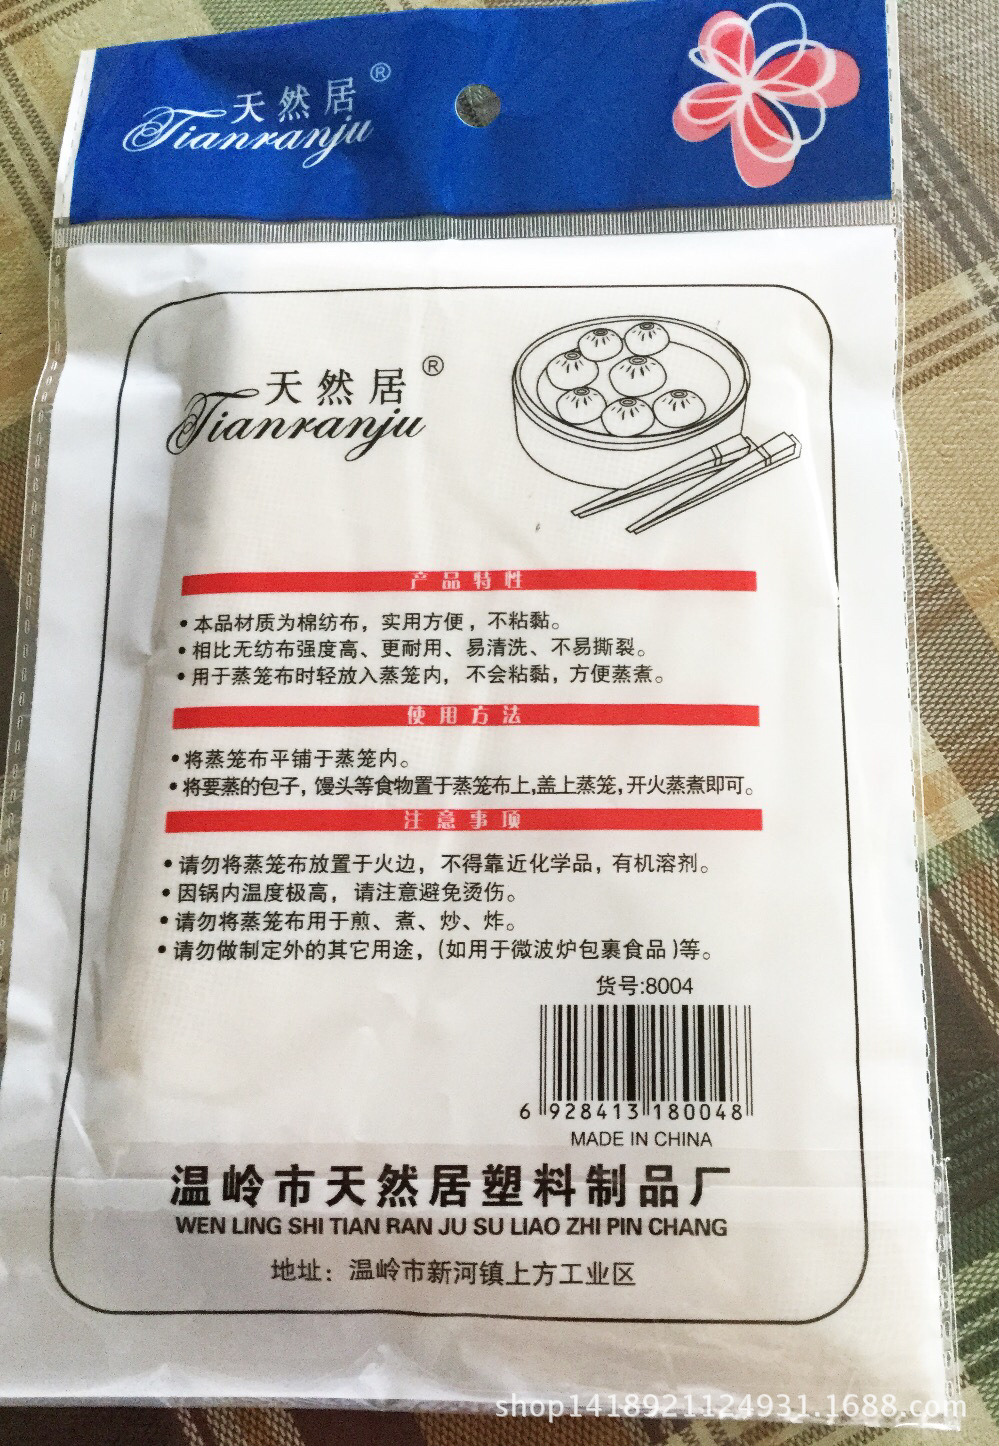 天然居®
Tianranju
天然居®
Tianranju
产品特性
•本品材质为棉纺布，实用方便，不粘黏。
•相比无纺布强度高、更耐用、易清洗、不易撕裂。
•用于蒸笼布时轻放入蒸笼内，不会粘黏，方便蒸煮。
使用方法
•将蒸笼布平铺于蒸笼内。
•将要蒸的包子，馒头等食物置于蒸笼布上,盖上蒸笼,开火蒸煮即可。
注意事项
•请勿将蒸笼布放置于火边，不得靠近化学品，有机溶剂。
•因锅内温度极高，请注意避免烫伤。
•请勿将蒸笼布用于煎、煮、炒、炸。
•请勿做制定外的其它用途，(如用于微波炉包裹食品)等。
货号:8004
6 928413 180048
MADE IN CHINA
温岭市天然居塑料制品厂
WEN LING SHI TIAN RAN JU SU LIAO ZHI PIN CHANG
地址：温岭市新河镇上方工业区
shop1418921124931.1688.com